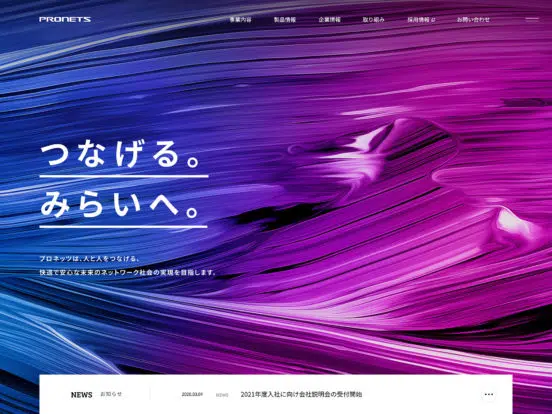 PRONETS 事業内容 製品情報 企業情報 取り組み 採用情報 お問い合わせ
つなげる。
みらいへ。
プロネッツは、人と人をつなげる、
快適で安心な未来のネットワーク社会の実現を目指します。
NEWS お知らせ 2020.03.09 NEWS 2021年度入社に向け会社説明会の受付開始